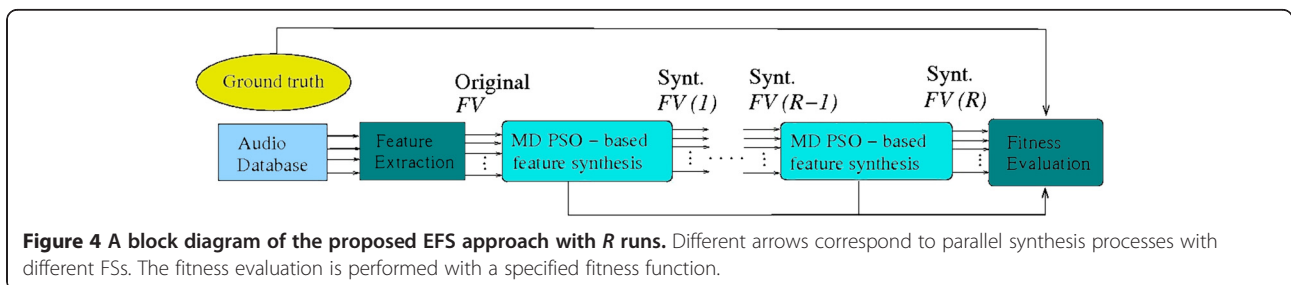 Ground truth
Original
FV
Synt.
FV(1)
Synt.
FV(R−1)
Synt.
FV(R)
Audio
Database
Feature
Extraction
MD PSO – based
feature synthesis
MD PSO – based
feature synthesis
Fitness
Evaluation
Figure 4 A block diagram of the proposed EFS approach with R runs. Different arrows correspond to parallel synthesis processes with
different FSs. The fitness evaluation is performed with a specified fitness function.